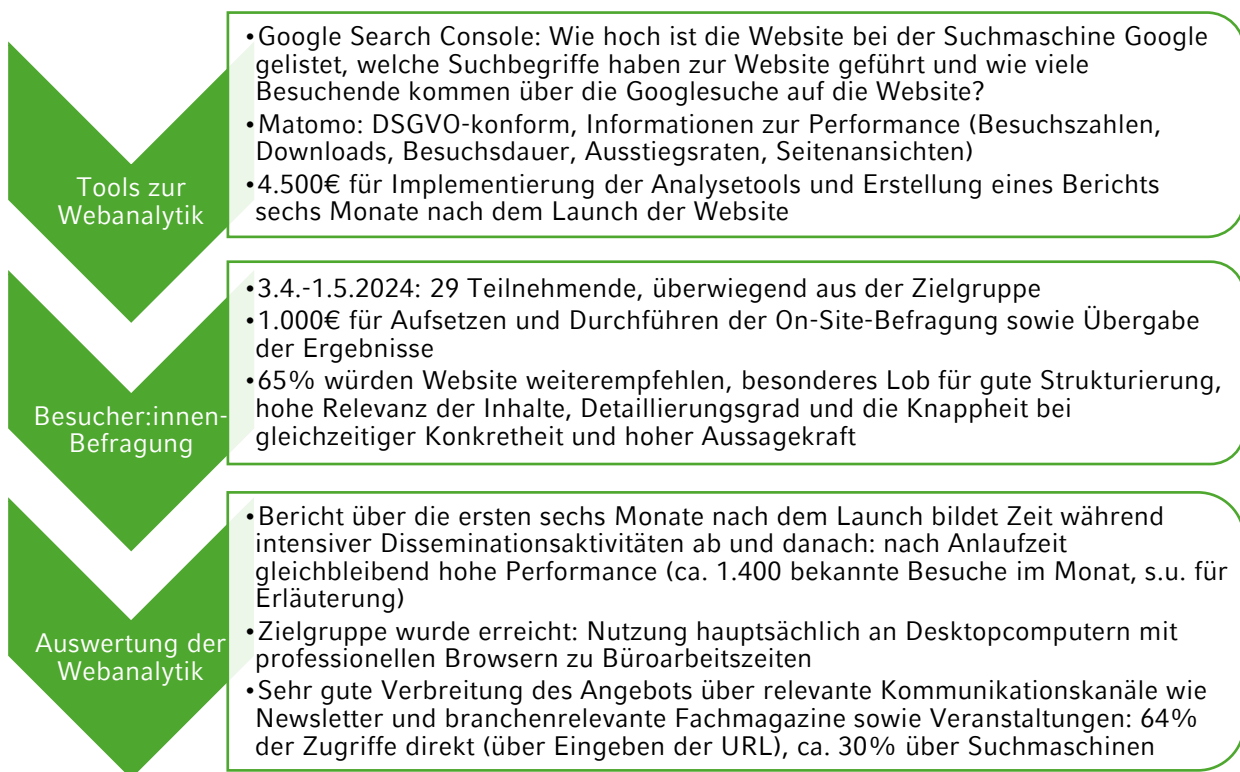 Tools zur
Webanalytik
•Google Search Console: Wie hoch ist die Website bei der Suchmaschine Google
gelistet, welche Suchbegriffe haben zur Website geführt und wie viele
Besuchende kommen über die Googlesuche auf die Website?
•Matomo: DSGVO-konform, Informationen zur Performance (Besuchszahlen,
Downloads, Besuchsdauer, Ausstiegsraten, Seitenansichten)
•4.500€ für Implementierung der Analysetools und Erstellung eines Berichts
sechs Monate nach dem Launch der Website
Besucher:innen-
Befragung
•3.4.-1.5.2024: 29 Teilnehmende, überwiegend aus der Zielgruppe
•1.000€ für Aufsetzen und Durchführen der On-Site-Befragung sowie Übergabe
der Ergebnisse
•65% würden Website weiterempfehlen, besonderes Lob für gute Strukturierung,
hohe Relevanz der Inhalte, Detaillierungsgrad und die Knappheit bei
gleichzeitiger Konkretheit und hoher Aussagekraft
Auswertung der
Webanalytik
•Bericht über die ersten sechs Monate nach dem Launch bildet Zeit während
intensiver Disseminationsaktivitäten ab und danach: nach Anlaufzeit
gleichbleibend hohe Performance (ca. 1.400 bekannte Besuche im Monat, s.u. für
Erläuterung)
•Zielgruppe wurde erreicht: Nutzung hauptsächlich an Desktopcomputern mit
professionellen Browsern zu Büroarbeitszeiten
•Sehr gute Verbreitung des Angebots über relevante Kommunikationskanäle wie
Newsletter und branchenrelevante Fachmagazine sowie Veranstaltungen: 64%
der Zugriffe direkt (über Eingeben der URL), ca. 30% über Suchmaschinen